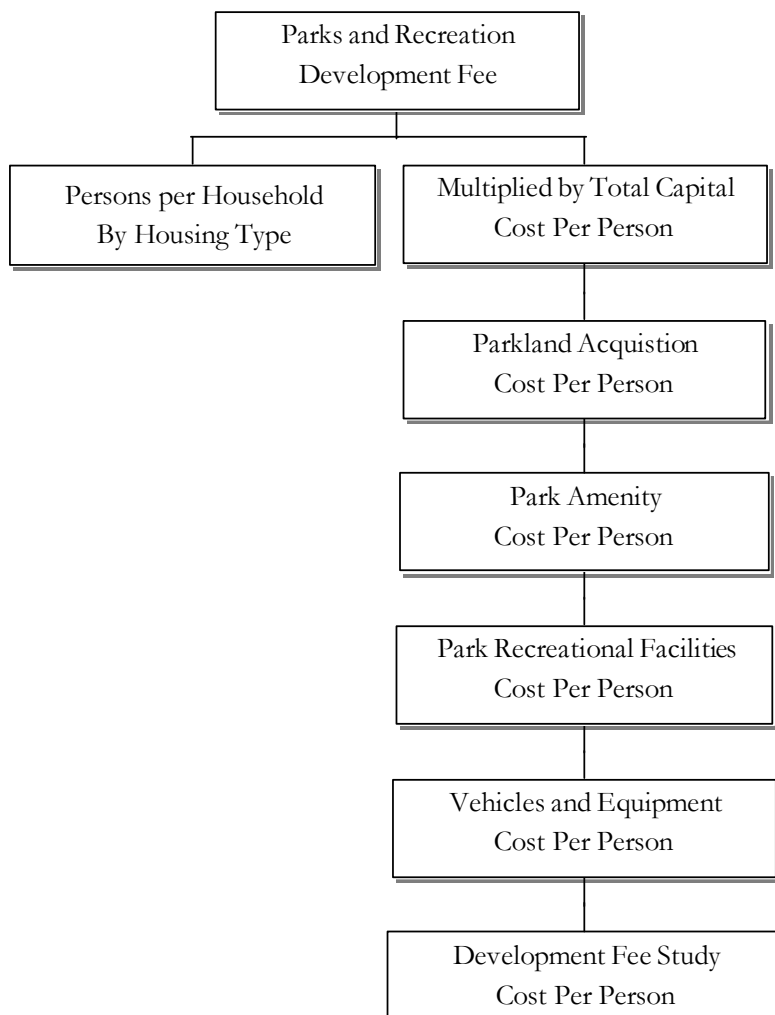 Parks and Recreation
Development Fee
Persons per Household
By Housing Type
Multiplied by Total Capital
Cost Per Person
Parkland Acquistion
Cost Per Person
Park Amenity
Cost Per Person
Park Recreational Facilities
Cost Per Person
Vehicles and Equipment
Cost Per Person
Development Fee Study
Cost Per Person